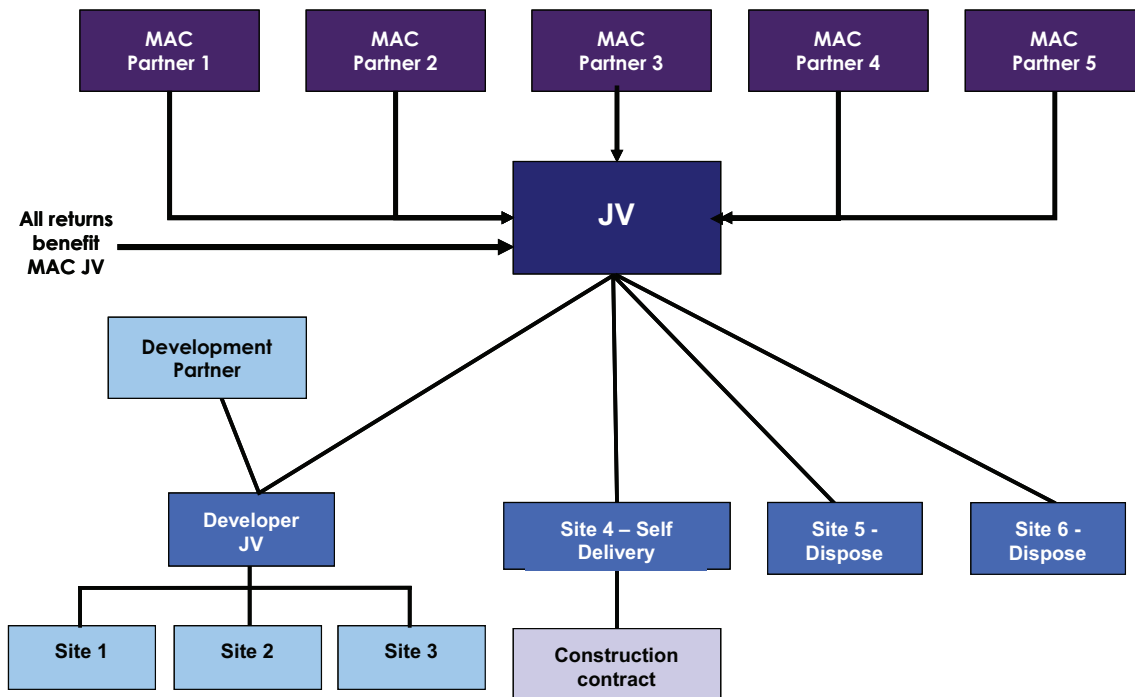 MAC
Partner 1
MAC
Partner 2
MAC
Partner 3
MAC
Partner 4
MAC
Partner 5
JV
All returns
benefit
MAC JV
Development
Partner
Developer
JV
Site 4 – Self
Delivery
Site 5 -
Dispose
Site 6 -
Dispose
Site 1
Site 2
Site 3
Construction
contract